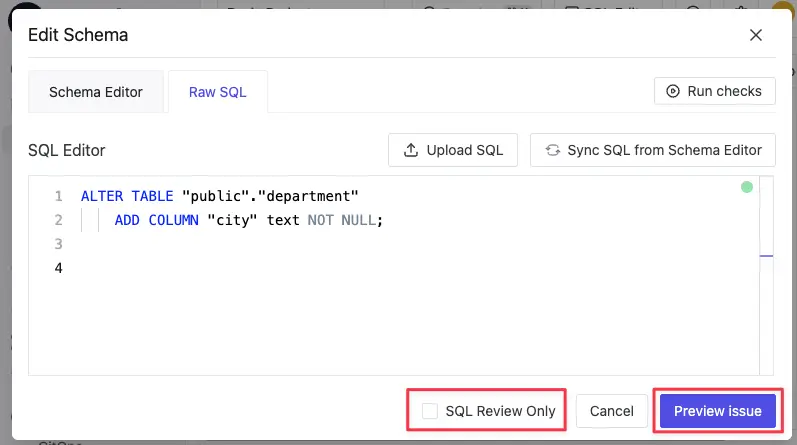 Edit Schema
Schema Editor
Raw SQL
Run checks
SQL Editor
Upload SQL
Sync SQL from Schema Editor
1 ALTER TABLE "public"."department"
2 ADD COLUMN "city" text NOT NULL;
3
4
SQL Review Only
Cancel
Preview issue